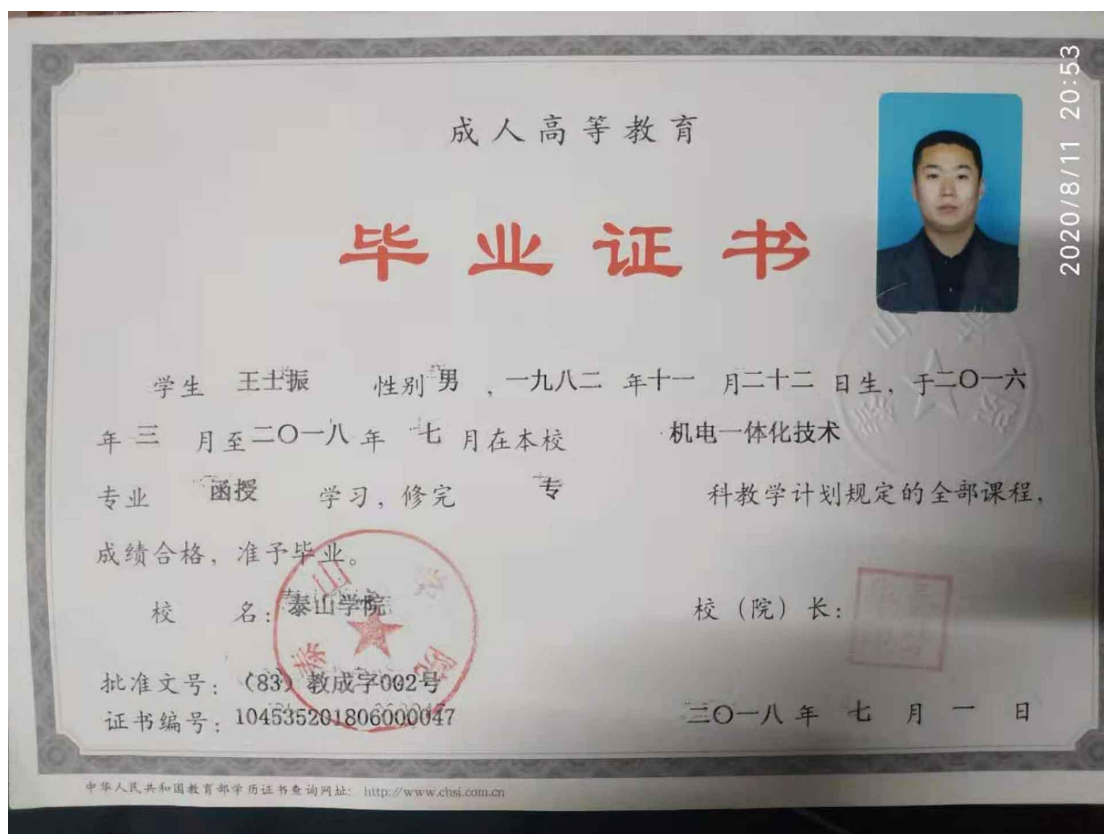 成人高等教育
毕业证书
2020/8/11 20:53
学生 王士振 性别 男 ，一九八二 年十一 月二十二 日生，于二〇一六
年 三 月至二〇一八年 七 月在本校 机电一体化技术
专业 函授 学习，修完 专 科教学计划规定的全部课程，
成绩合格，准予毕业。
校 名：泰山学院
校（院）长：
泰山学院
批准文号：（83）教成字002号
证书编号：104535201806000047
二〇一八年 七 月 一 日
中华人民共和国教育部学历证书查询网址: http://www.chsi.com.cn